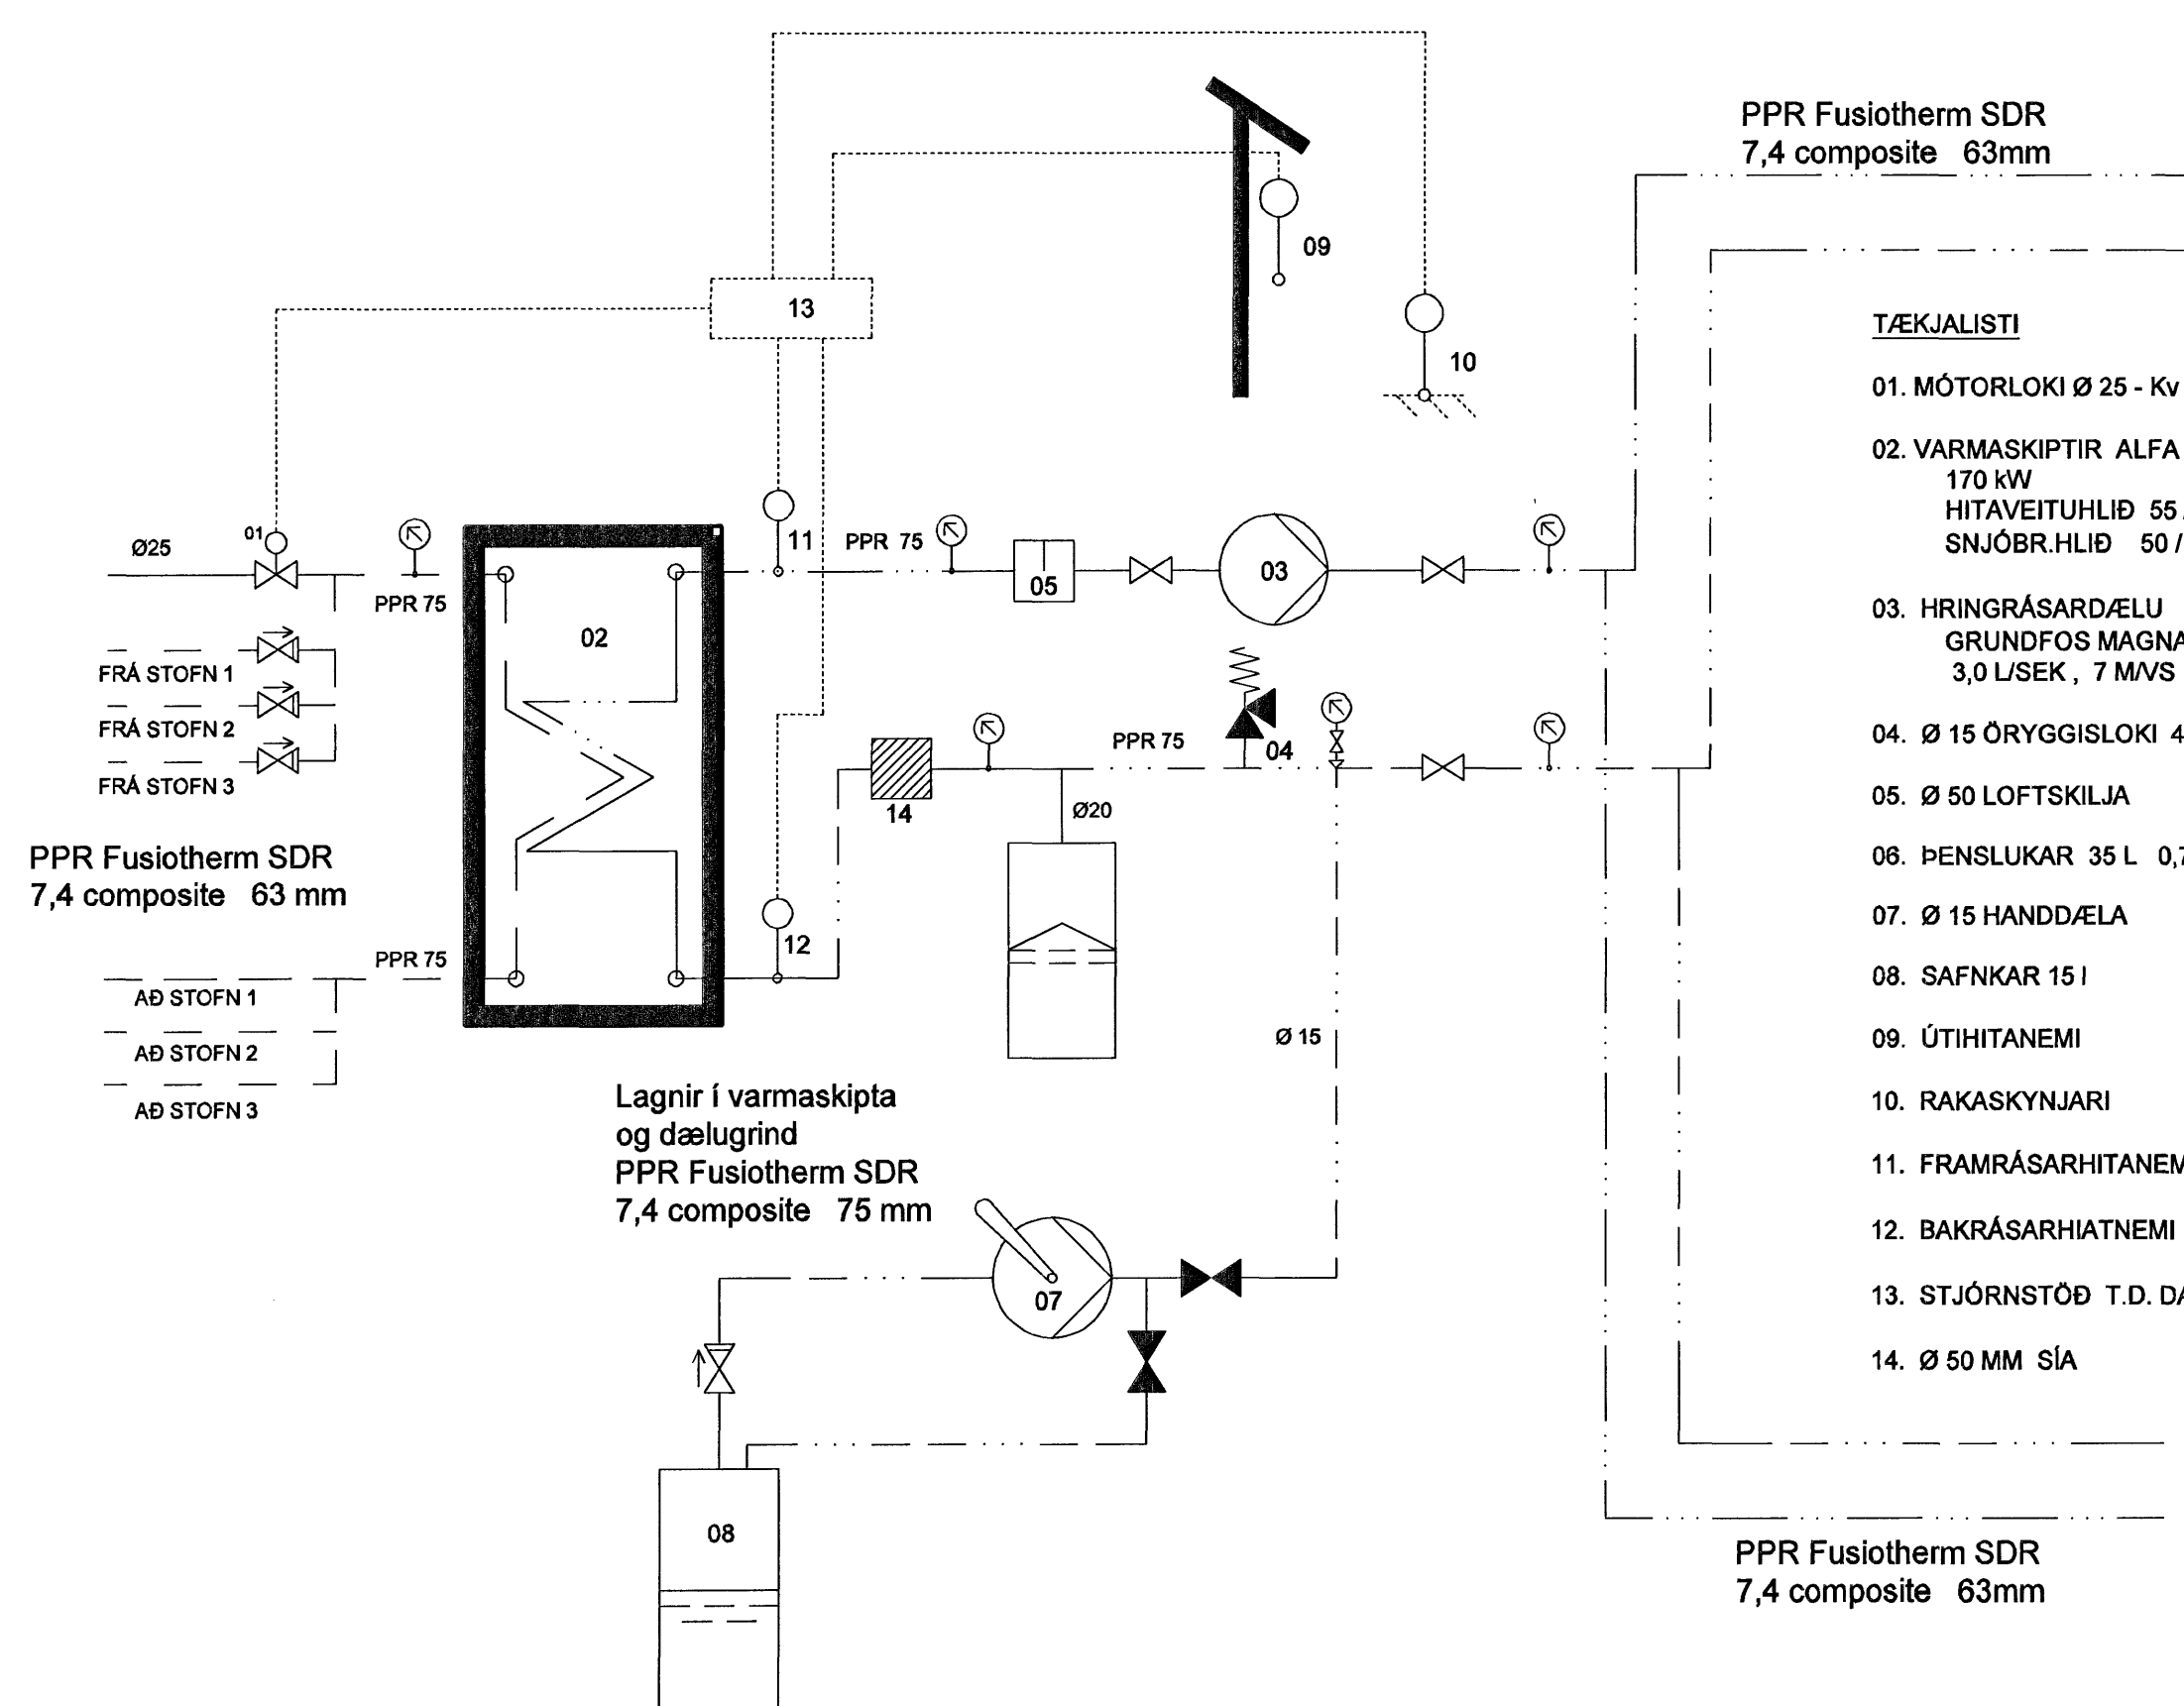 PPR Fusiotherm SDR
7,4 composite 63mm
09
13
10
TÆKJALISTI
01. MÓTORLOKI Ø 25 - Kv
02. VARMASKIPTIR ALFA
170 kW
HITAVEITUHLIÐ 55
SNJÓBR.HLIÐ 50 /
03. HRINGRÁSARDÆLU
GRUNDFOS MAGNA
3,0 L/SEK , 7 M/VS
04. Ø 15 ÖRYGGISLOKI 4
05. Ø 50 LOFTSKILJA
06. ÞENSLUKAR 35 L 0,7
07. Ø 15 HANDDÆLA
08. SAFNKAR 15 l
09. ÚTIHITANEMI
10. RAKASKYNJARI
11. FRAMRÁSARHITANEM
12. BAKRÁSARHIATNEMI
13. STJÓRNSTÖÐ T.D. DA
14. Ø 50 MM SÍA
Ø25
01
PPR 75
02
11
PPR 75
05
03
FRÁ STOFN 1
FRÁ STOFN 2
FRÁ STOFN 3
PPR 75
04
14
Ø20
PPR Fusiotherm SDR
7,4 composite 63 mm
12
PPR 75
AÐ STOFN 1
AÐ STOFN 2
AÐ STOFN 3
Ø 15
Lagnir í varmaskipta
og dælugrind
PPR Fusiotherm SDR
7,4 composite 75 mm
07
08
PPR Fusiotherm SDR
7,4 composite 63mm